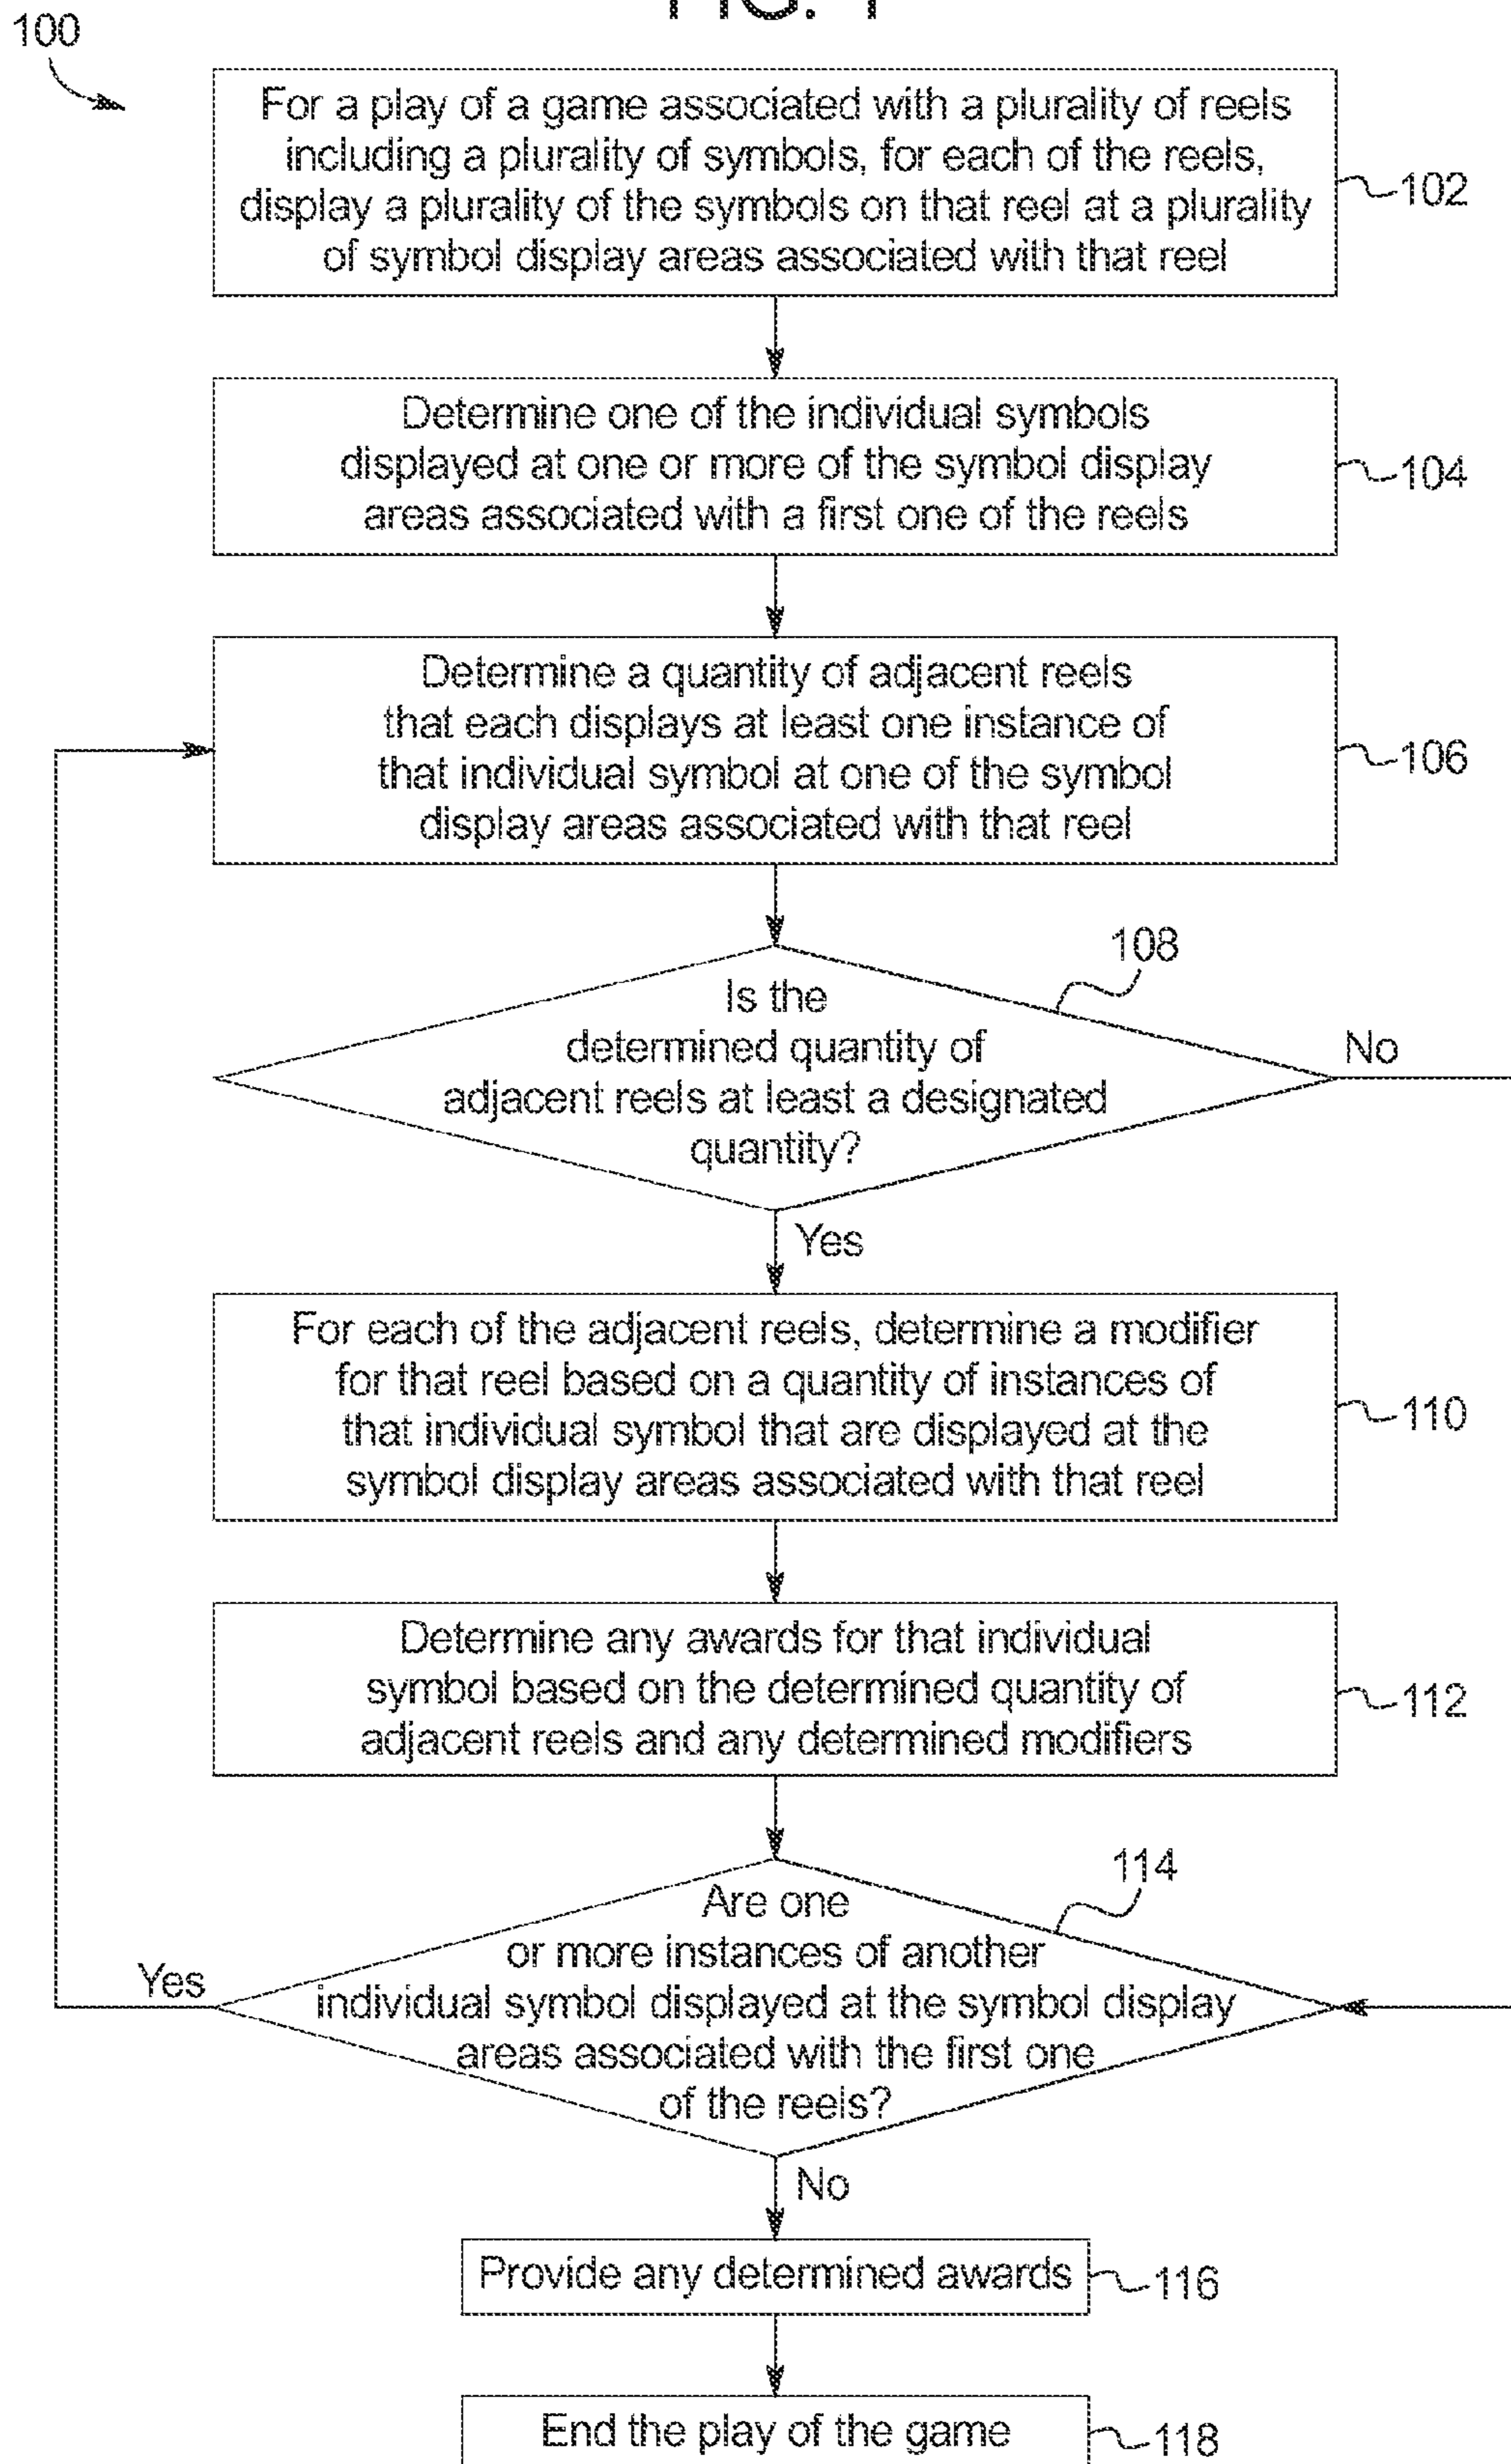 FIG. 1
100
For a play of a game associated with a plurality of reels
including a plurality of symbols, for each of the reels,
display a plurality of the symbols on that reel at a plurality
of symbol display areas associated with that reel
102
Determine one of the individual symbols
displayed at one or more of the symbol display
areas associated with a first one of the reels
104
Determine a quantity of adjacent reels
that each displays at least one instance of
that individual symbol at one of the symbol
display areas associated with that reel
106
108
Is the
determined quantity of
adjacent reels at least a designated
quantity?
No
Yes
For each of the adjacent reels, determine a modifier
for that reel based on a quantity of instances of
that individual symbol that are displayed at the
symbol display areas associated with that reel
110
Determine any awards for that individual
symbol based on the determined quantity of
adjacent reels and any determined modifiers
112
114
Are one
or more instances of another
individual symbol displayed at the symbol display
areas associated with the first one
of the reels?
Yes
No
Provide any determined awards
116
End the play of the game
118